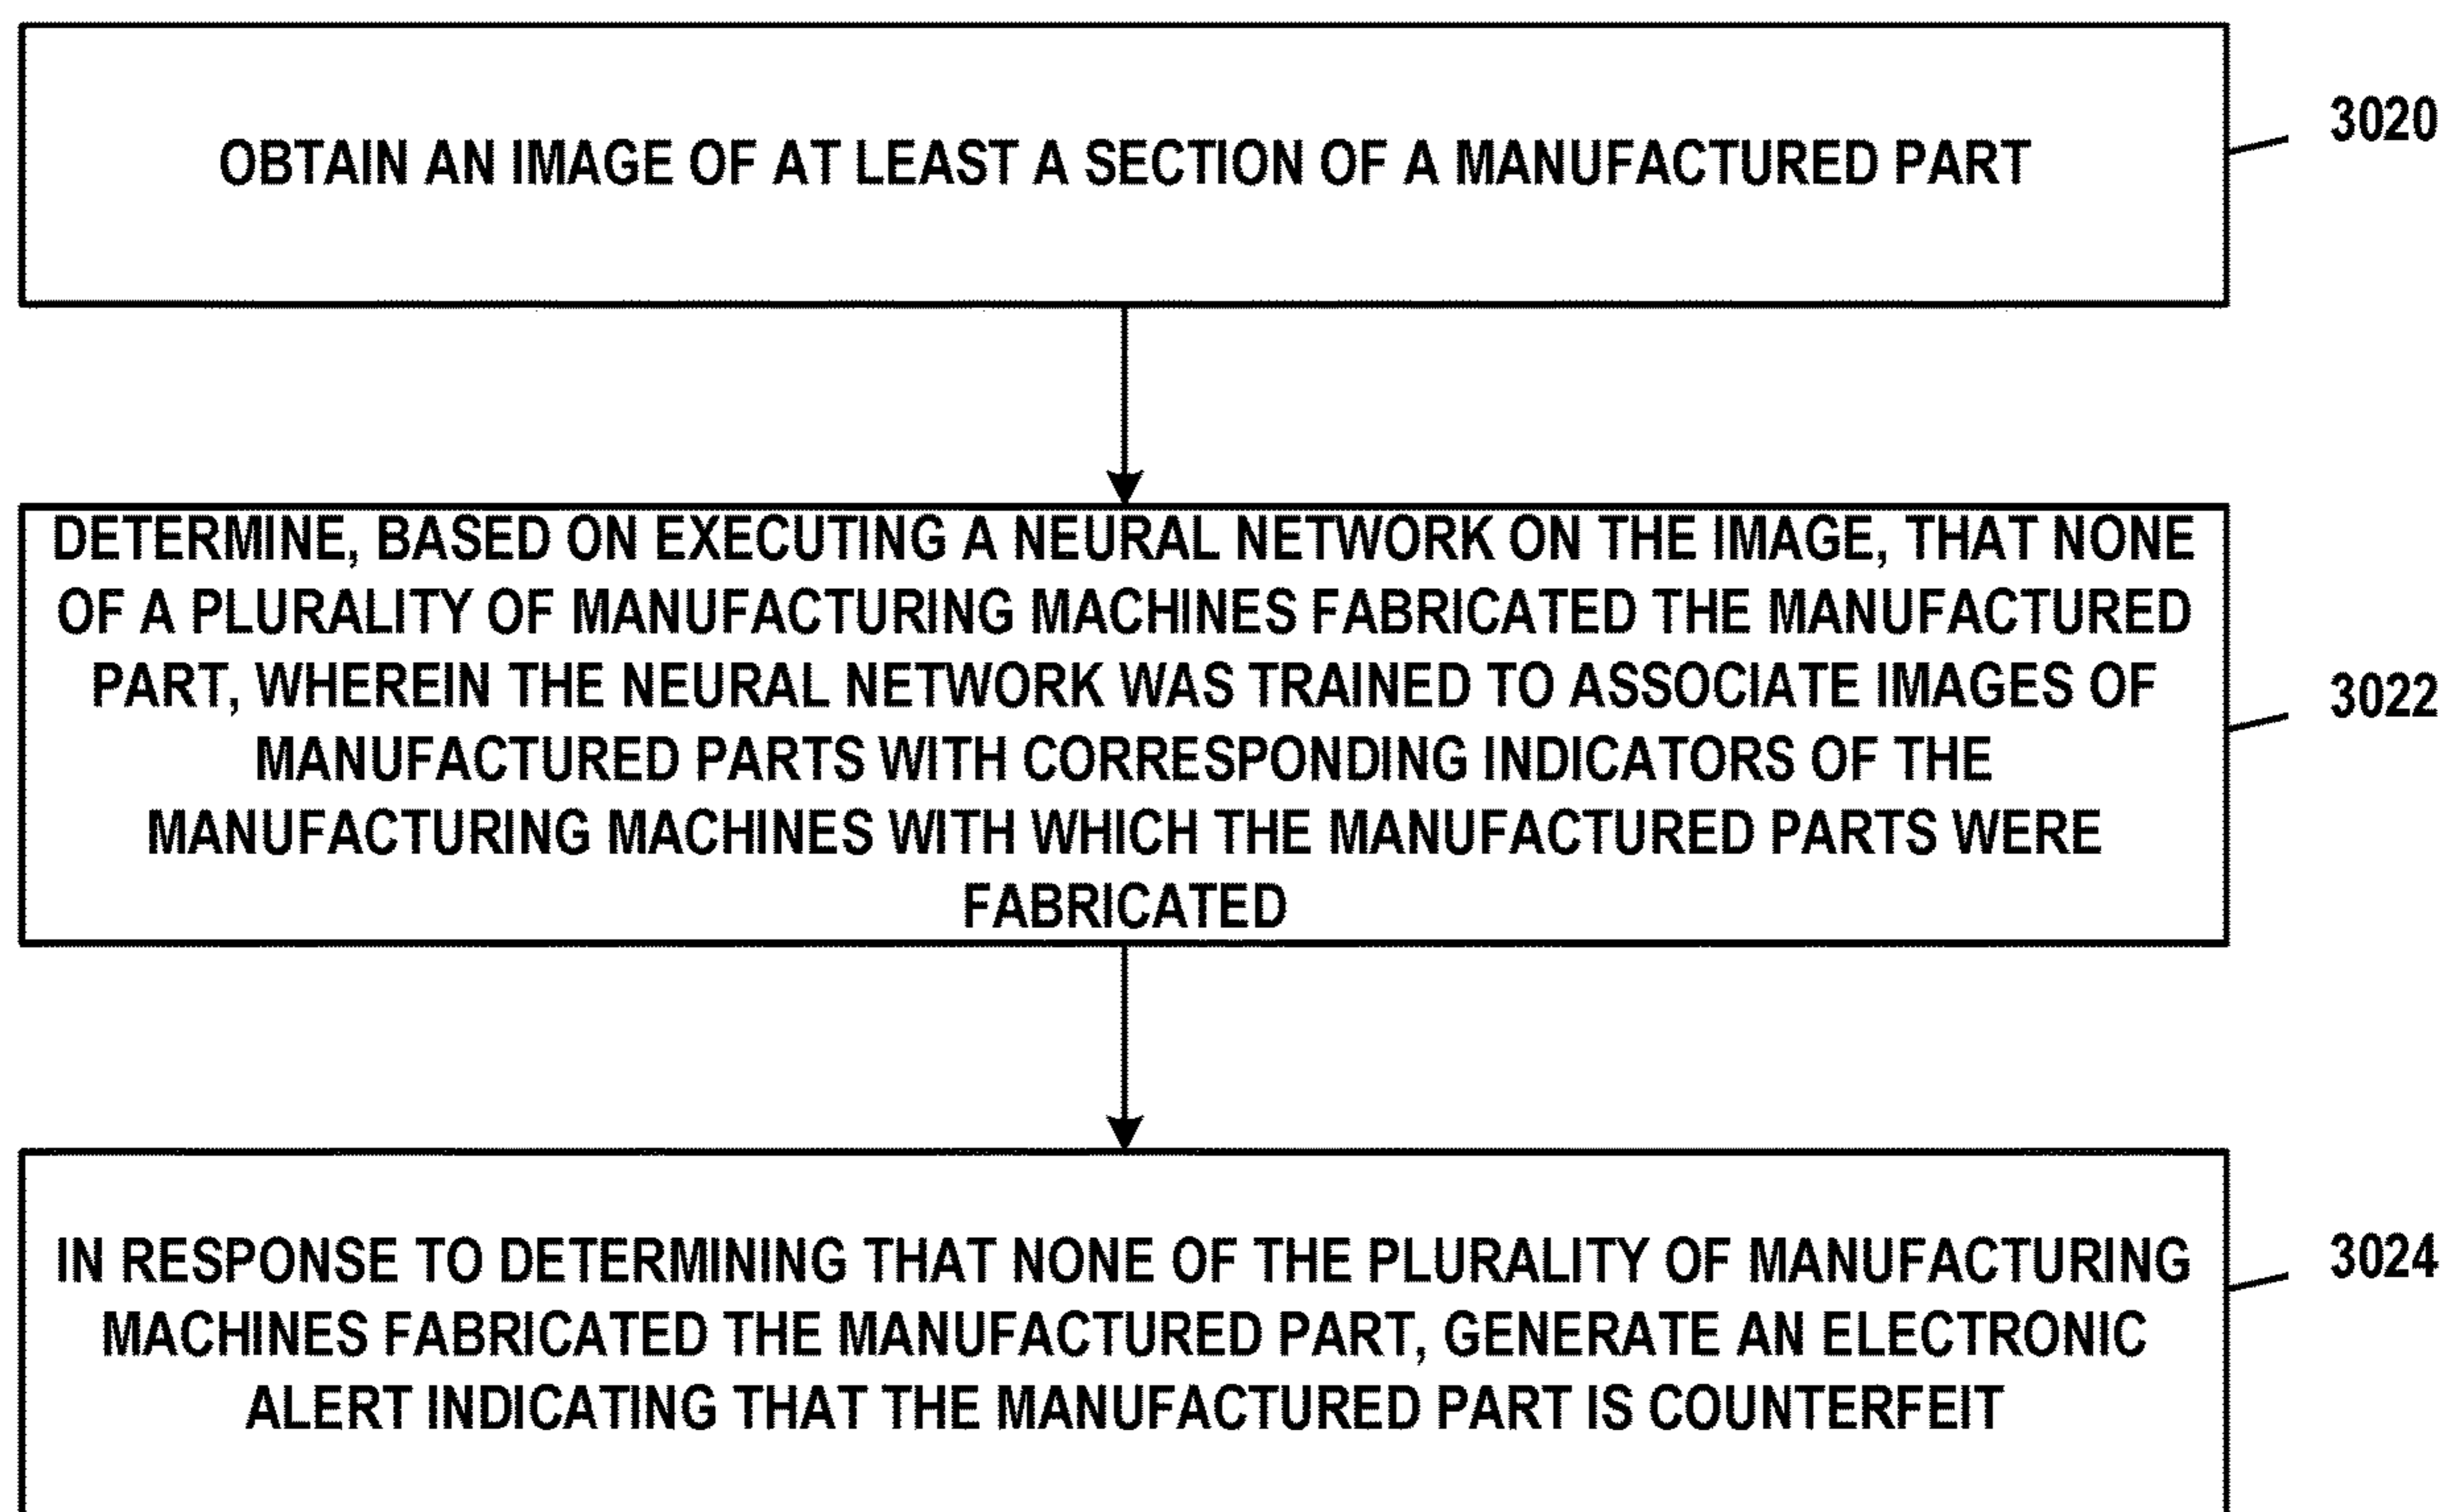 OBTAIN AN IMAGE OF AT LEAST A SECTION OF A MANUFACTURED PART
3020
DETERMINE, BASED ON EXECUTING A NEURAL NETWORK ON THE IMAGE, THAT NONE
OF A PLURALITY OF MANUFACTURING MACHINES FABRICATED THE MANUFACTURED
PART, WHEREIN THE NEURAL NETWORK WAS TRAINED TO ASSOCIATE IMAGES OF
MANUFACTURED PARTS WITH CORRESPONDING INDICATORS OF THE
MANUFACTURING MACHINES WITH WHICH THE MANUFACTURED PARTS WERE
FABRICATED
3022
IN RESPONSE TO DETERMINING THAT NONE OF THE PLURALITY OF MANUFACTURING
MACHINES FABRICATED THE MANUFACTURED PART, GENERATE AN ELECTRONIC
ALERT INDICATING THAT THE MANUFACTURED PART IS COUNTERFEIT
3024